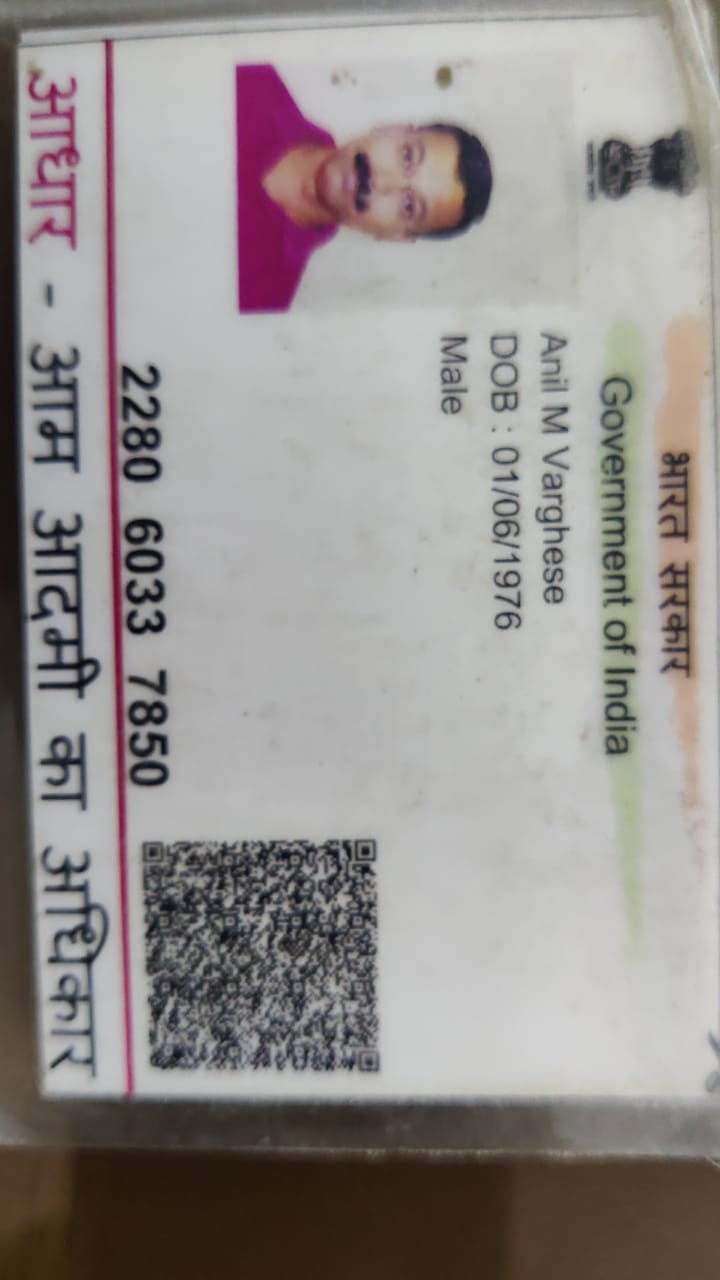 भारत सरकार
Government of India
Anil M Varghese
DOB : 01/06/1976
Male
2280 6033 7850
आधार - आम आदमी का अधिकार